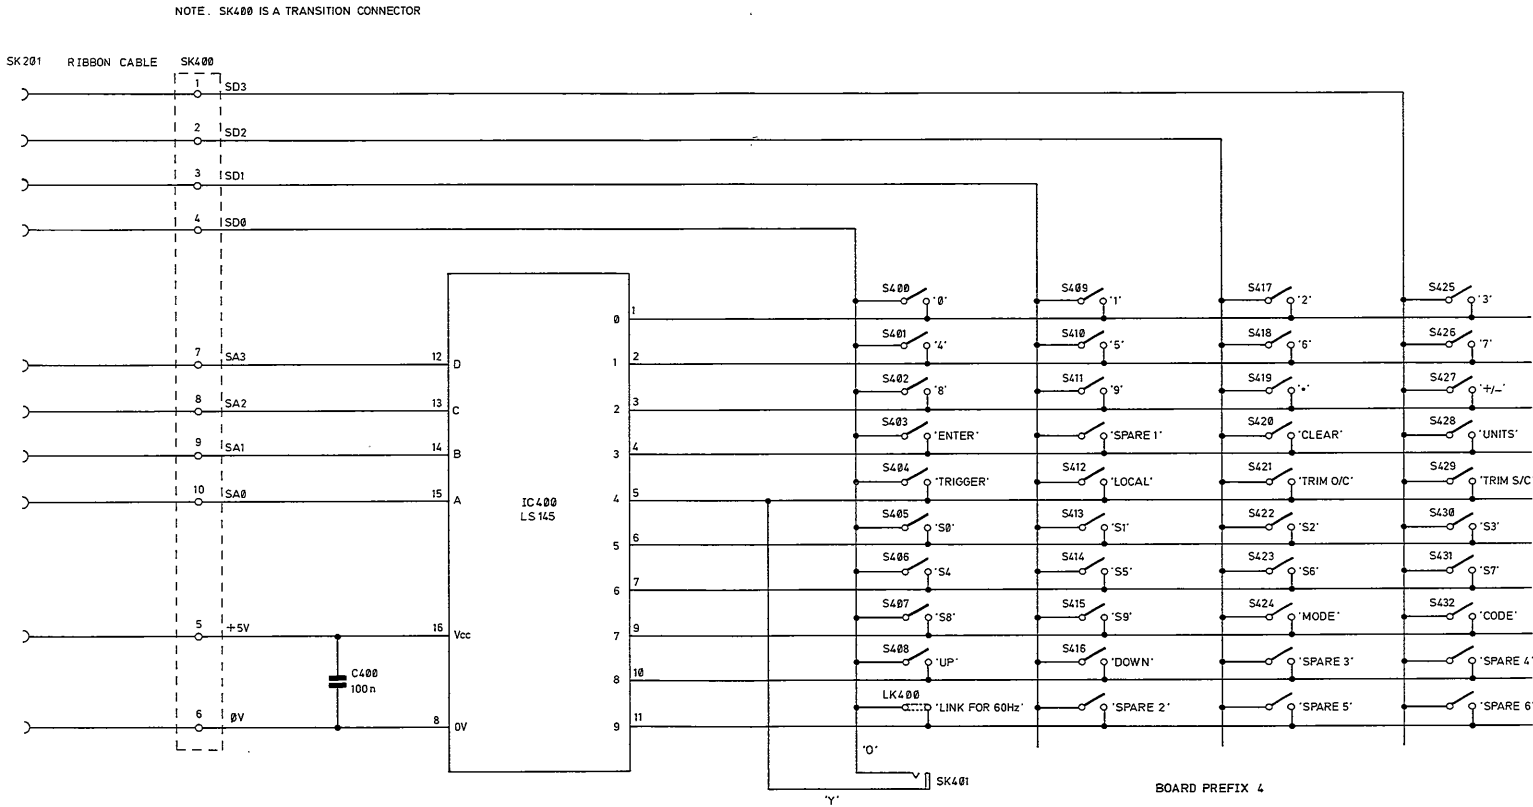 NOTE. SK400 IS A TRANSITION CONNECTOR
SK201 RIBBON CABLE SK400
1 SD3
2 SD2
3 SD1
4 SD0
S400 '0' S409 '1' S417 '2' S425 '3'
0 1
S401 '4' S410 '5' S418 '6' S426 '7'
7 SA3 12 D 1 2
S402 '8' S411 '9' S419 '•' S427 '+/-'
8 SA2 13 C 2 3
S403 'ENTER' 'SPARE 1' S420 'CLEAR' S428 'UNITS'
9 SA1 14 B 3 4
S404 'TRIGGER' S412 'LOCAL' S421 'TRIM O/C' S429 'TRIM S/C
10 SA0 15 A 4 5
IC400
LS145
S405 'S0' S413 'S1' S422 'S2' S430 'S3'
5 6
S406 'S4 S414 'S5' S423 'S6' S431 'S7'
6 7
S407 'S8' S415 'S9' S424 'MODE' S432 'CODE'
5 +5V 16 Vcc 7 9
S408 'UP' S416 'DOWN' 'SPARE 3' 'SPARE 4'
C400
100n
8 10
LK400 'LINK FOR 60Hz' 'SPARE 2' 'SPARE 5' 'SPARE 6'
6 0V 8 0V 9 11
'O'
SK401
'Y'
BOARD PREFIX 4